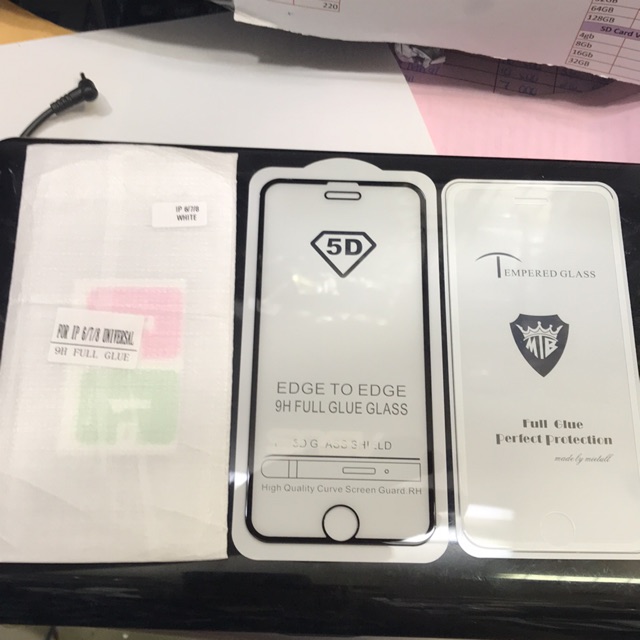 220
64GB
128GB
SD Card
4gb
8Gb
16Gb
32GB
IP 6/7/8
WHITE
FOR IP 6/7/8 UNIVERSAL
9H FULL GLUE
5D
EDGE TO EDGE
9H FULL GLUE GLASS
High Quality Curve Screen Guard.RH
TEMPERED GLASS
MTB
Full Glue
Perfect Protection
made by